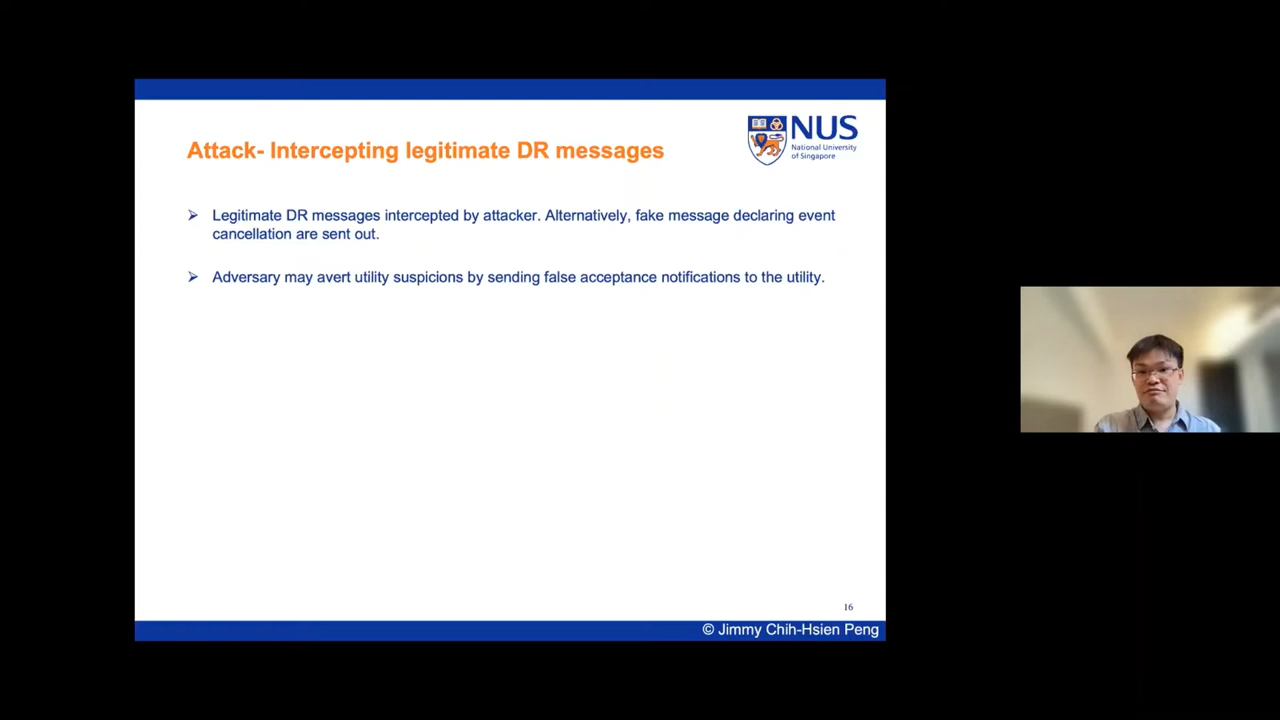 Attack- Intercepting legitimate DR messages
NUS
National University
of Singapore
➢ Legitimate DR messages intercepted by attacker. Alternatively, fake message declaring event
cancellation are sent out.
➢ Adversary may avert utility suspicions by sending false acceptance notifications to the utility.
16
© Jimmy Chih-Hsien Peng